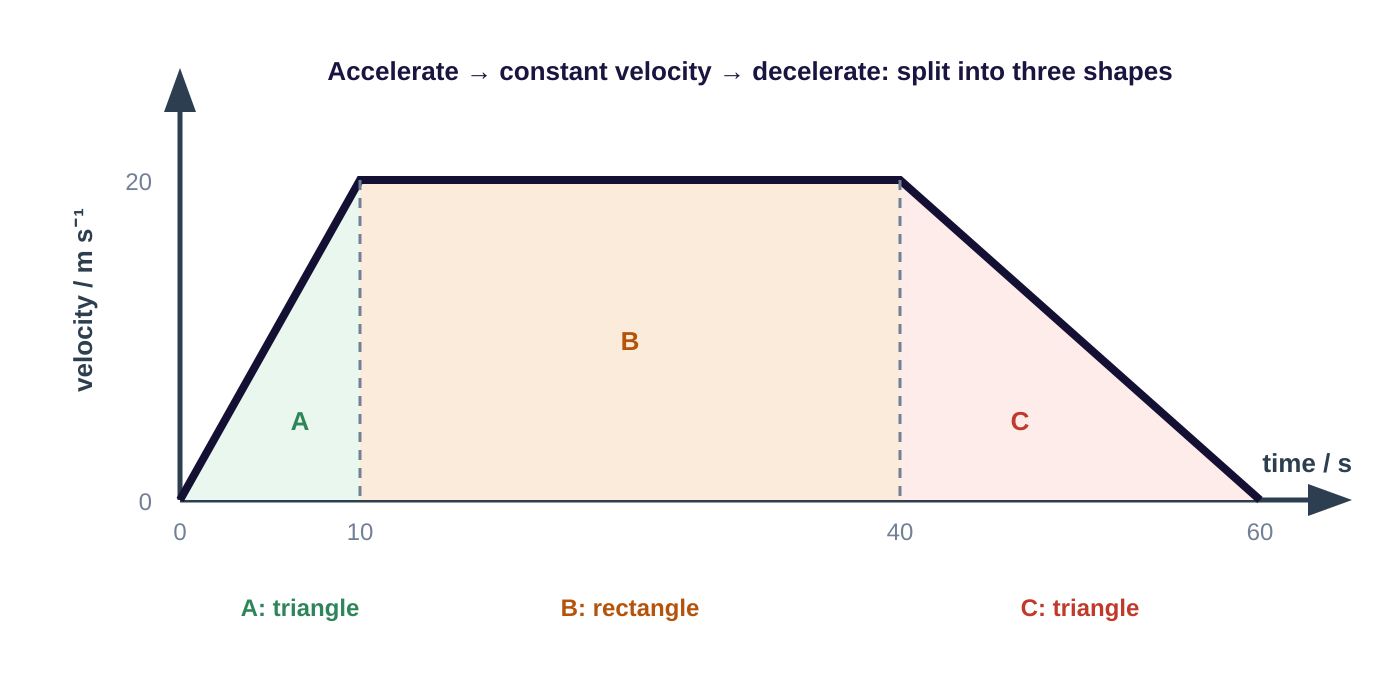 Accelerate → constant velocity → decelerate: split into three shapes
20
velocity / m s⁻¹
B
A
C
time / s
0
0
10
40
60
A: triangle
B: rectangle
C: triangle